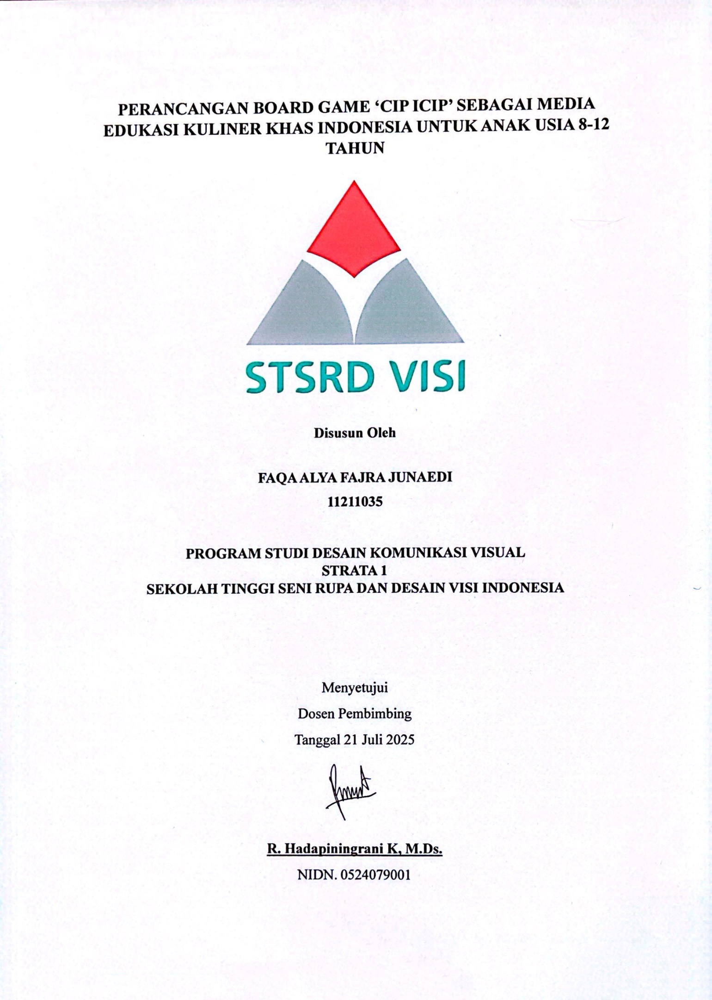 PERANCANGAN BOARD GAME ‘CIP ICIP’ SEBAGAI MEDIA
EDUKASI KULINER KHAS INDONESIA UNTUK ANAK USIA 8-12
TAHUN
STSRD VISI
Disusun Oleh
FAQA ALYA FAJRA JUNAEDI
11211035
PROGRAM STUDI DESAIN KOMUNIKASI VISUAL
STRATA 1
SEKOLAH TINGGI SENI RUPA DAN DESAIN VISI INDONESIA
Menyetujui
Dosen Pembimbing
Tanggal 21 Juli 2025
R. Hadapiningrani K, M.Ds.
NIDN. 0524079001